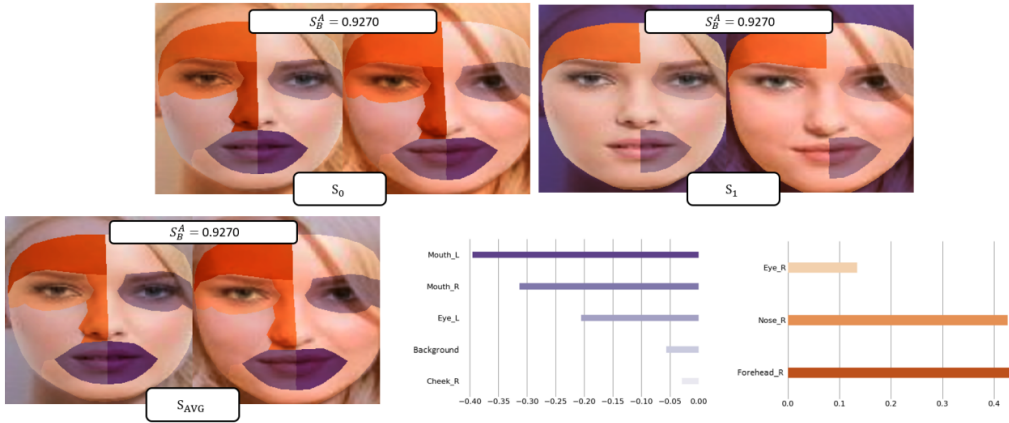 S_B^A = 0.9270
S_B^A = 0.9270
S₀
S₁
S_B^A = 0.9270
S_AVG
Mouth_L
Mouth_R
Eye_L
Background
Cheek_R
−0.40 −0.35 −0.30 −0.25 −0.20 −0.15 −0.10 −0.05 0.00
Eye_R
Nose_R
Forehead_R
0.0 0.1 0.2 0.3 0.4